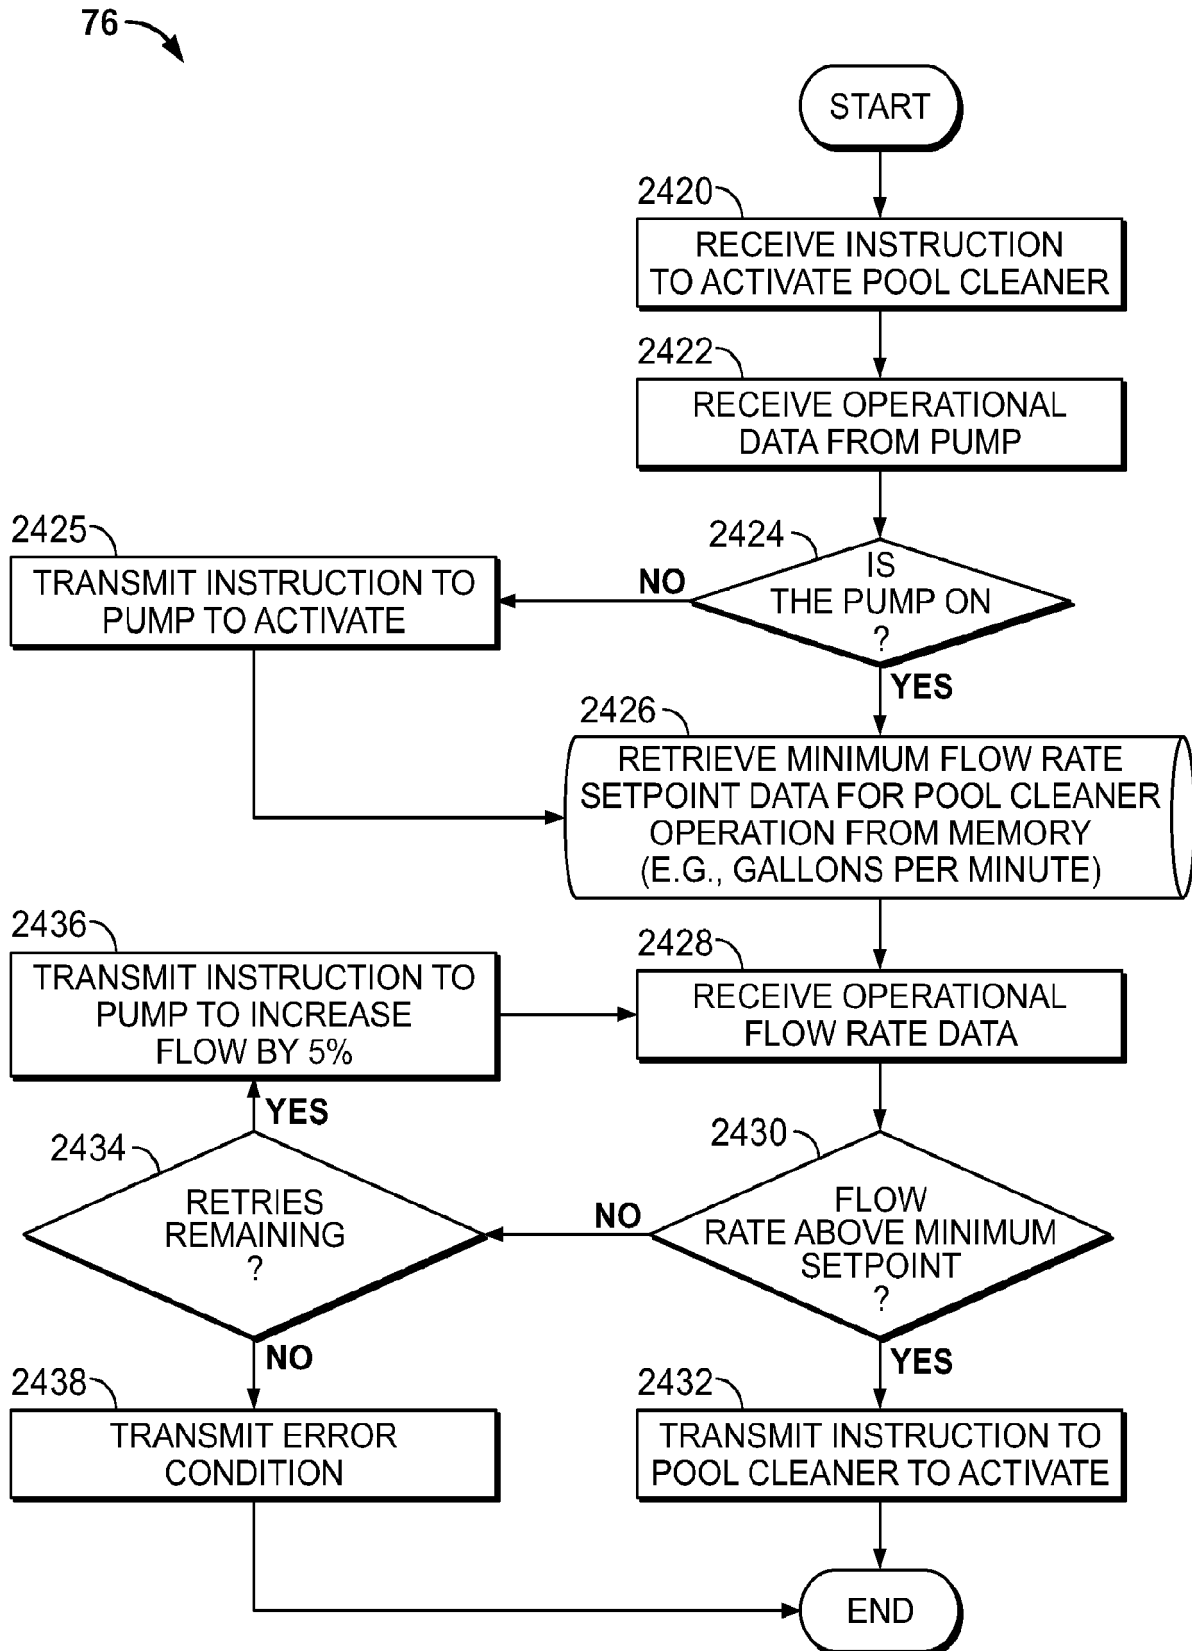 76
START
2420
RECEIVE INSTRUCTION
TO ACTIVATE POOL CLEANER
2422
RECEIVE OPERATIONAL
DATA FROM PUMP
2424
IS
THE PUMP ON
?
NO
YES
2425
TRANSMIT INSTRUCTION TO
PUMP TO ACTIVATE
2426
RETRIEVE MINIMUM FLOW RATE
SETPOINT DATA FOR POOL CLEANER
OPERATION FROM MEMORY
(E.G., GALLONS PER MINUTE)
2436
TRANSMIT INSTRUCTION TO
PUMP TO INCREASE
FLOW BY 5%
2428
RECEIVE OPERATIONAL
FLOW RATE DATA
YES
2434
RETRIES
REMAINING
?
NO
2430
FLOW
RATE ABOVE MINIMUM
SETPOINT
?
NO
YES
2438
TRANSMIT ERROR
CONDITION
2432
TRANSMIT INSTRUCTION TO
POOL CLEANER TO ACTIVATE
END